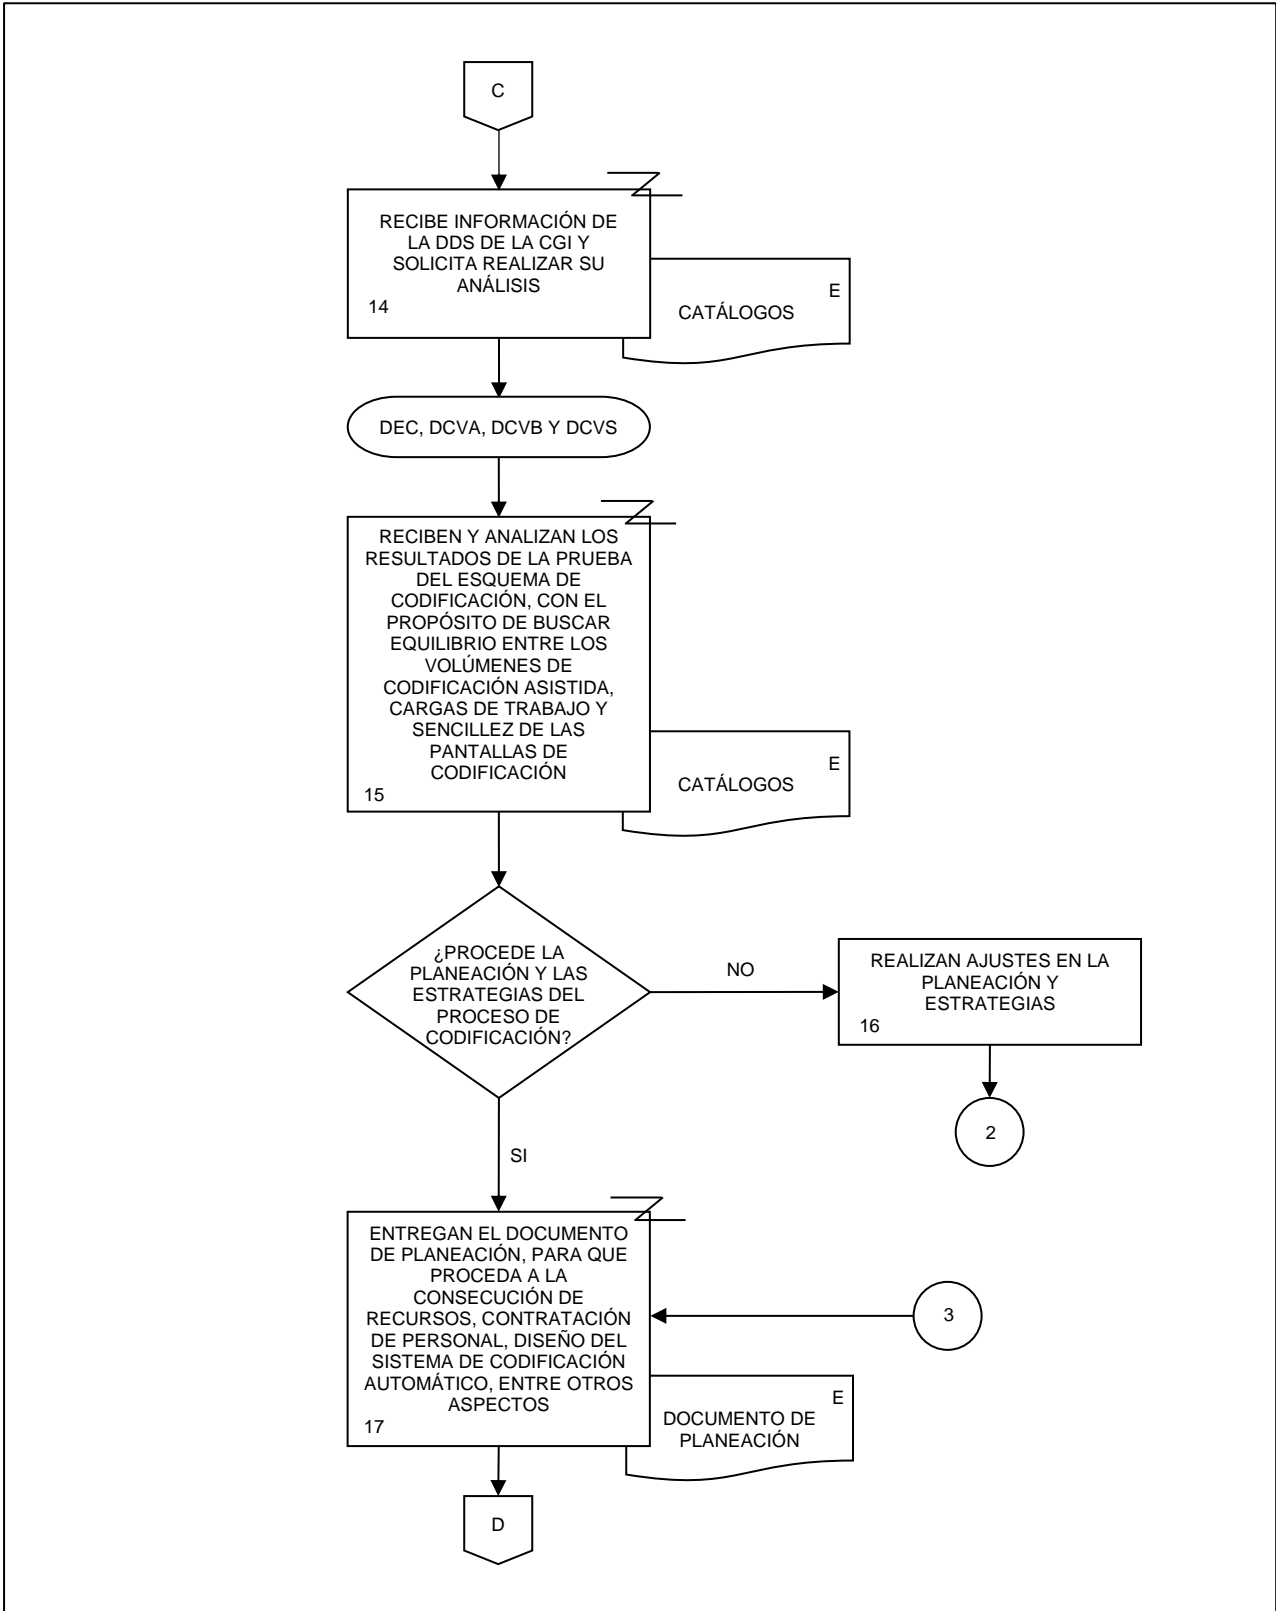 C
RECIBE INFORMACIÓN DE
LA DDS DE LA CGI Y
SOLICITA REALIZAR SU
ANÁLISIS
14
E
CATÁLOGOS
DEC, DCVA, DCVB Y DCVS
RECIBEN Y ANALIZAN LOS
RESULTADOS DE LA PRUEBA
DEL ESQUEMA DE
CODIFICACIÓN, CON EL
PROPÓSITO DE BUSCAR
EQUILIBRIO ENTRE LOS
VOLÚMENES DE
CODIFICACIÓN ASISTIDA,
CARGAS DE TRABAJO Y
SENCILLEZ DE LAS
PANTALLAS DE
CODIFICACIÓN
15
E
CATÁLOGOS
¿PROCEDE LA
PLANEACIÓN Y LAS
ESTRATEGIAS DEL
PROCESO DE
CODIFICACIÓN?
NO
REALIZAN AJUSTES EN LA
PLANEACIÓN Y
ESTRATEGIAS
16
2
SI
ENTREGAN EL DOCUMENTO
DE PLANEACIÓN, PARA QUE
PROCEDA A LA
CONSECUCIÓN DE
RECURSOS, CONTRATACIÓN
DE PERSONAL, DISEÑO DEL
SISTEMA DE CODIFICACIÓN
AUTOMÁTICO, ENTRE OTROS
ASPECTOS
17
3
E
DOCUMENTO DE
PLANEACIÓN
D